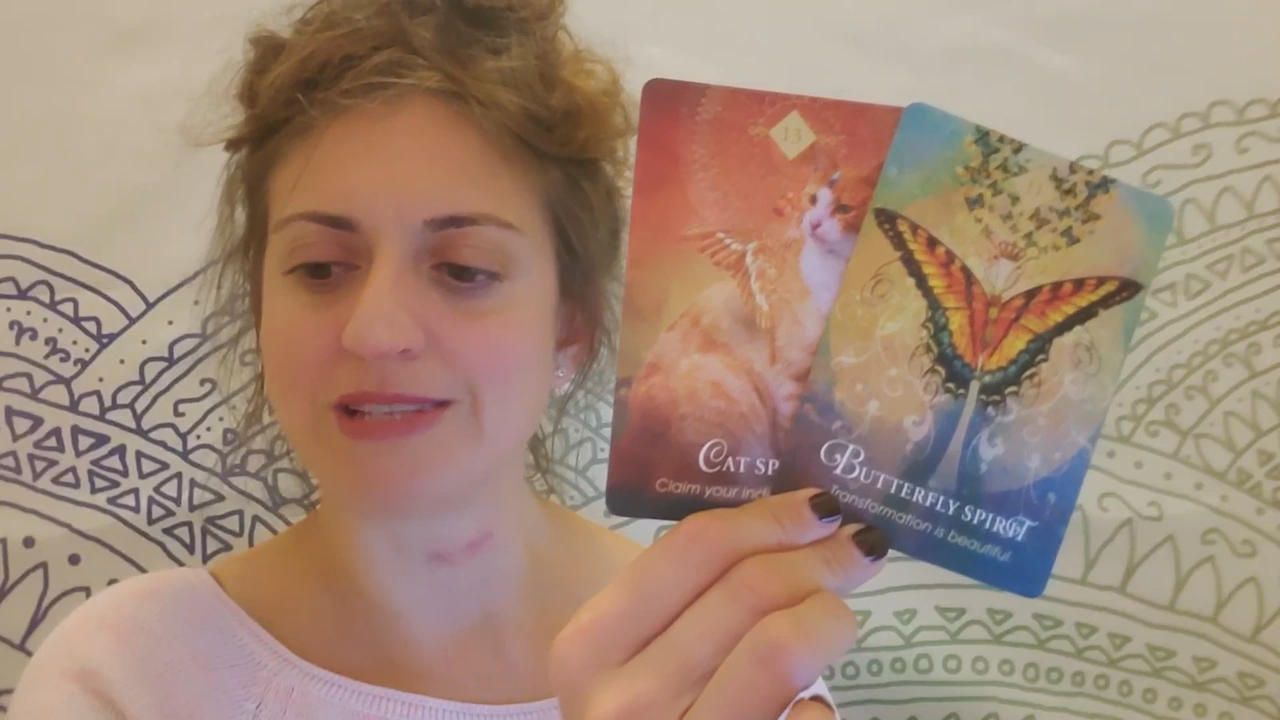 13
CAT SP
Claim your ind
BUTTERFLY SPIRIT
Transformation is beautiful.